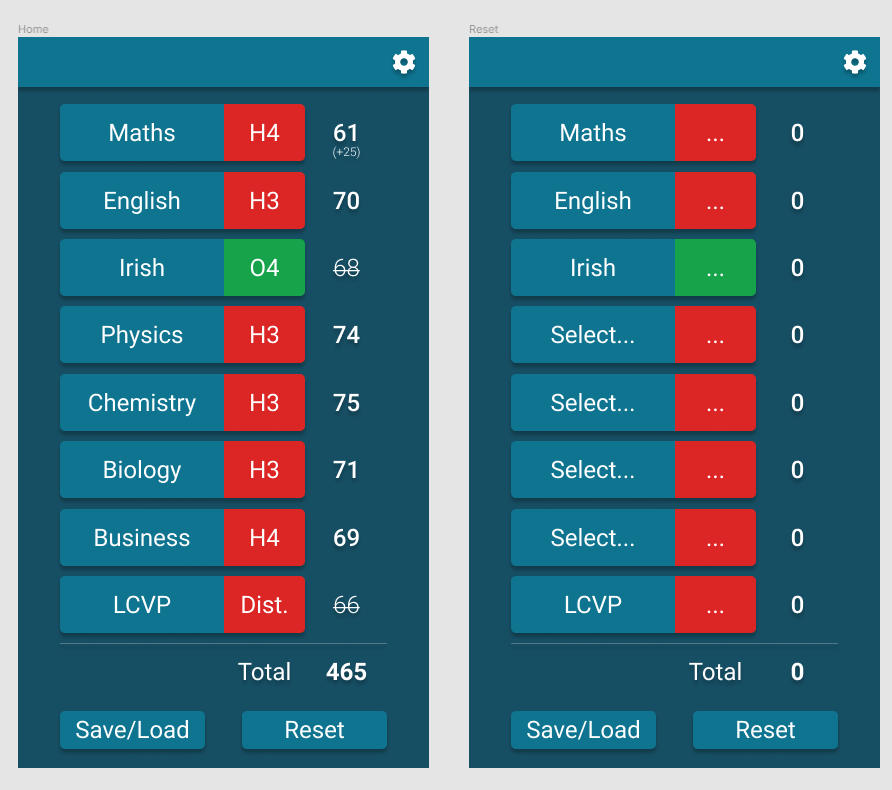 Home
Maths H4 61
(+25)
English H3 70
Irish O4 68
Physics H3 74
Chemistry H3 75
Biology H3 71
Business H4 69
LCVP Dist. 66
Total 465
Save/Load Reset
Reset
Maths ... 0
English ... 0
Irish ... 0
Select... ... 0
Select... ... 0
Select... ... 0
Select... ... 0
LCVP ... 0
Total 0
Save/Load Reset